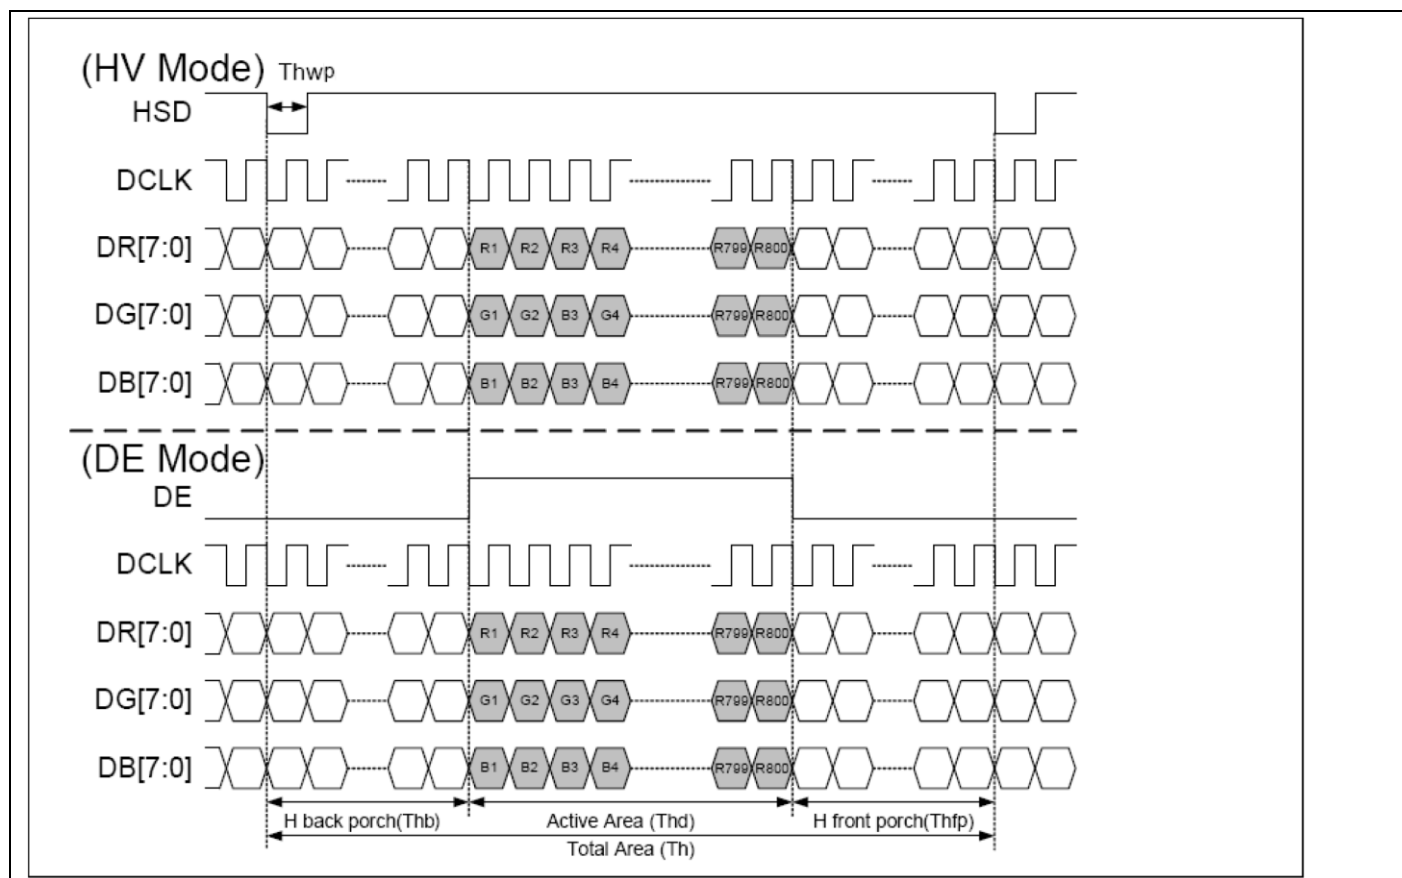 (HV Mode) Thwp
HSD
DCLK
DR[7:0] R1 R2 R3 R4 R799 R800
DG[7:0] G1 G2 B3 G4 R799 R800
DB[7:0] B1 B2 B3 B4 R799 R800
(DE Mode)
DE
DCLK
DR[7:0] R1 R2 R3 R4 R799 R800
DG[7:0] G1 G2 G3 G4 R799 R800
DB[7:0] B1 B2 B3 B4 R799 R800
H back porch(Thb) Active Area (Thd) H front porch(Thfp)
Total Area (Th)